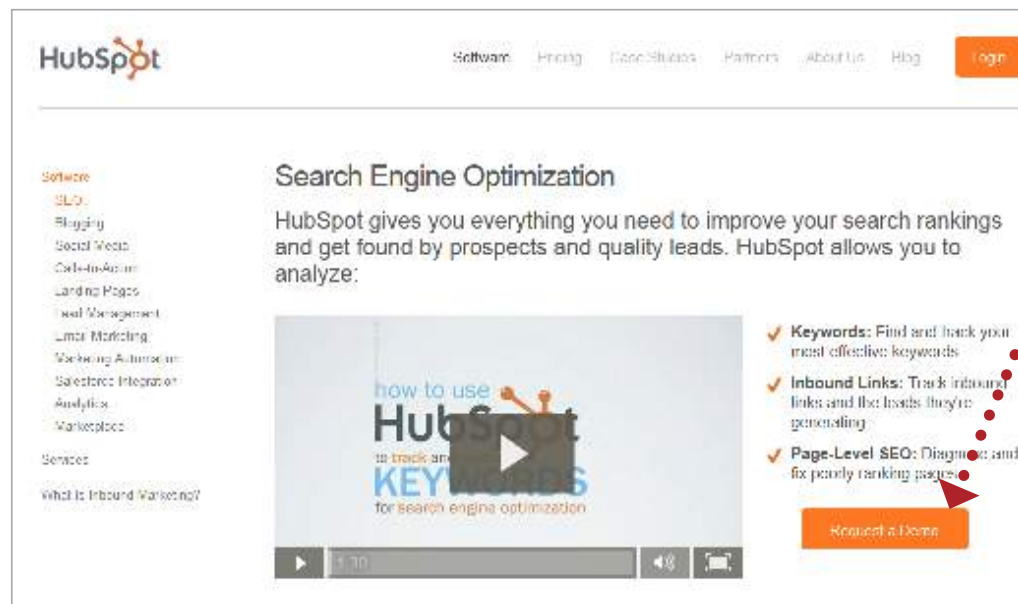 HubSpot
Software Pricing Case Studies Partners About Us Blog Login
Software
SEO
Blogging
Social Media
Calls-to-Action
Landing Pages
Lead Management
Email Marketing
Marketing Automation
Salesforce Integration
Analytics
Marketplace
Services
What is Inbound Marketing?
Search Engine Optimization
HubSpot gives you everything you need to improve your search rankings
and get found by prospects and quality leads. HubSpot allows you to
analyze:
how to use
HubSpot
to track and
KEYWORDS
for search engine optimization
1:30
Keywords: Find and track your
most effective keywords
Inbound Links: Track inbound
links and the leads they're
generating
Page-Level SEO: Diagnose and
fix poorly ranking pages
Request a Demo